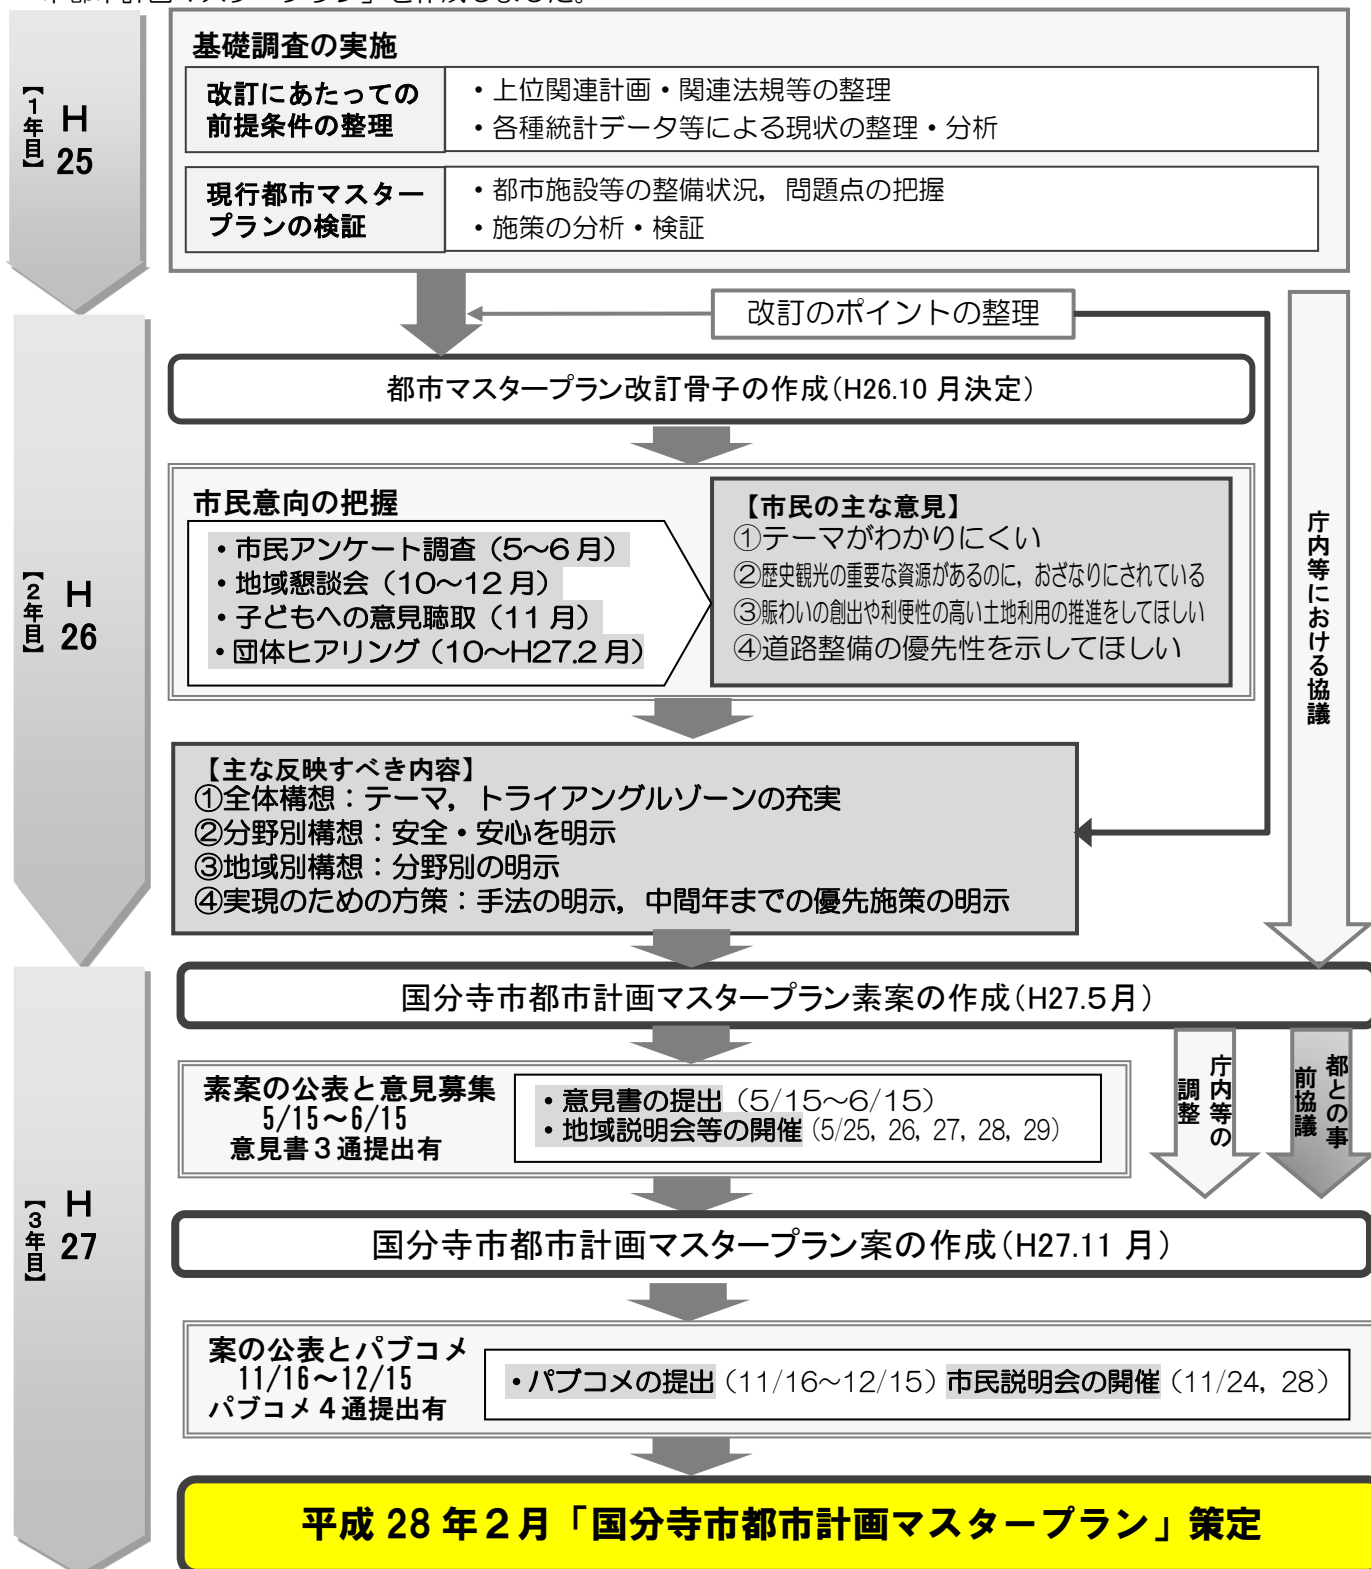 基礎調査の実施
【1年目】
H
25
改訂にあたっての
前提条件の整理
・上位関連計画・関連法規等の整理
・各種統計データ等による現状の整理・分析
現行都市マスター
プランの検証
・都市施設等の整備状況，問題点の把握
・施策の分析・検証
改訂のポイントの整理
都市マスタープラン改訂骨子の作成（H26.10 月決定）
【2年目】
H
26
市民意向の把握
・市民アンケート調査（5～6 月）
・地域懇談会（10～12 月）
・子どもへの意見聴取（11 月）
・団体ヒアリング（10～H27.2 月）
【市民の主な意見】
①テーマがわかりにくい
②歴史観光の重要な資源があるのに，おざなりにされている
③賑わいの創出や利便性の高い土地利用の推進をしてほしい
④道路整備の優先性を示してほしい
庁内等における協議
【主な反映すべき内容】
①全体構想：テーマ，トライアングルゾーンの充実
②分野別構想：安全・安心を明示
③地域別構想：分野別の明示
④実現のための方策：手法の明示，中間年までの優先施策の明示
国分寺市都市計画マスタープラン素案の作成（H27.5月）
【3年目】
H
27
素案の公表と意見募集
5/15～6/15
意見書３通提出有
・意見書の提出（5/15～6/15）
・地域説明会等の開催（5/25，26，27，28，29）
庁内等の
調整
都との事
前協議
国分寺市都市計画マスタープラン案の作成（H27.11 月）
案の公表とパブコメ
11/16～12/15
パブコメ４通提出有
・パブコメの提出（11/16～12/15）市民説明会の開催（11/24，28）
平成 28 年２月「国分寺市都市計画マスタープラン」策定